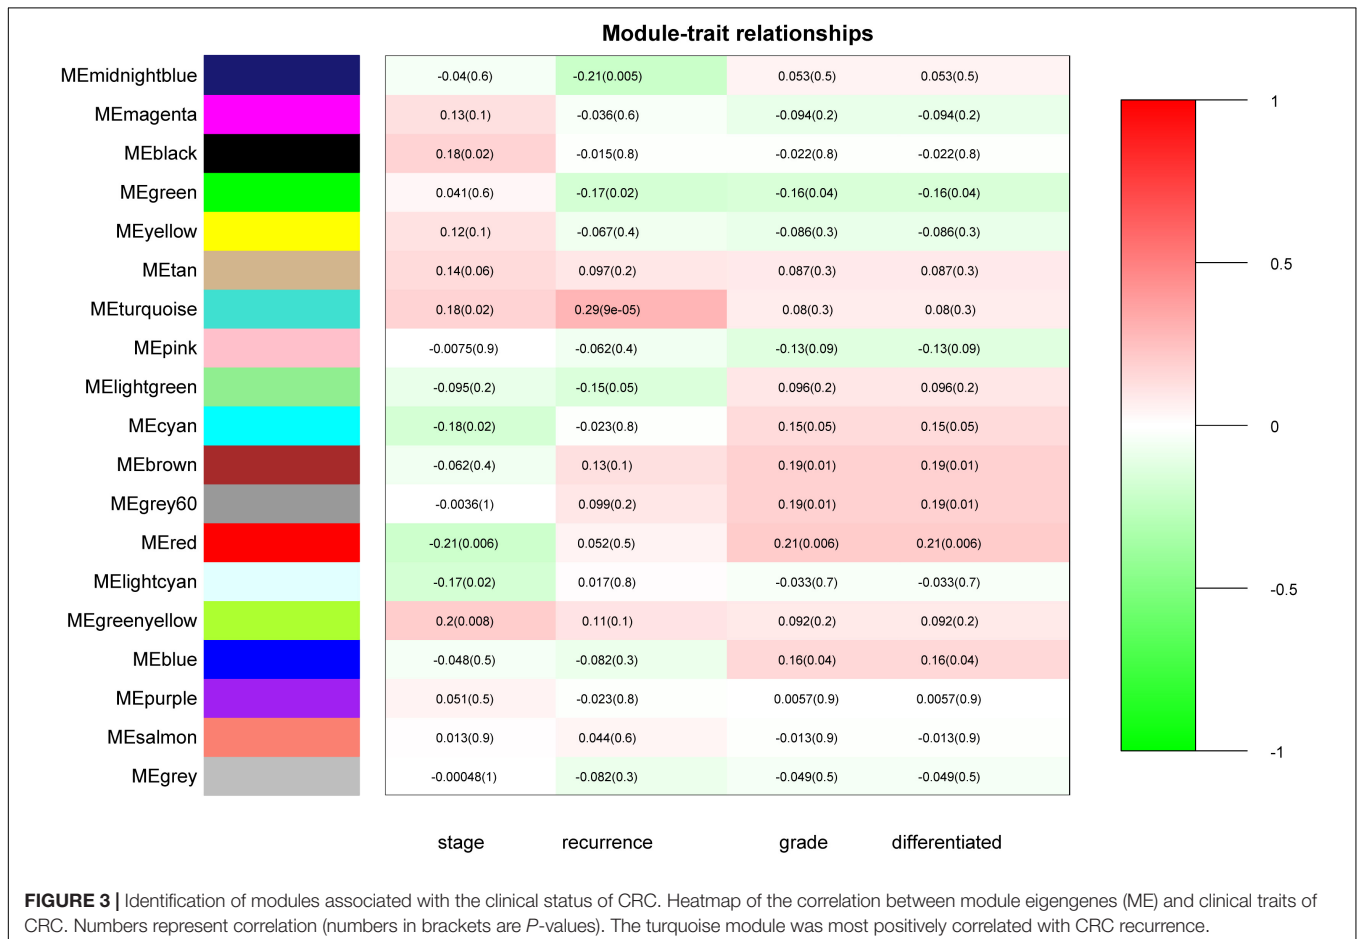 Module-trait relationships
MEmidnightblue -0.04(0.6) -0.21(0.005) 0.053(0.5) 0.053(0.5)
MEmagenta 0.13(0.1) -0.036(0.6) -0.094(0.2) -0.094(0.2)
MEblack 0.18(0.02) -0.015(0.8) -0.022(0.8) -0.022(0.8)
MEgreen 0.041(0.6) -0.17(0.02) -0.16(0.04) -0.16(0.04)
MEyellow 0.12(0.1) -0.067(0.4) -0.086(0.3) -0.086(0.3)
MEtan 0.14(0.06) 0.097(0.2) 0.087(0.3) 0.087(0.3)
MEturquoise 0.18(0.02) 0.29(9e-05) 0.08(0.3) 0.08(0.3)
MEpink -0.0075(0.9) -0.062(0.4) -0.13(0.09) -0.13(0.09)
MElightgreen -0.095(0.2) -0.15(0.05) 0.096(0.2) 0.096(0.2)
MEcyan -0.18(0.02) -0.023(0.8) 0.15(0.05) 0.15(0.05)
MEbrown -0.062(0.4) 0.13(0.1) 0.19(0.01) 0.19(0.01)
MEgrey60 -0.0036(1) 0.099(0.2) 0.19(0.01) 0.19(0.01)
MEred -0.21(0.006) 0.052(0.5) 0.21(0.006) 0.21(0.006)
MElightcyan -0.17(0.02) 0.017(0.8) -0.033(0.7) -0.033(0.7)
MEgreenyellow 0.2(0.008) 0.11(0.1) 0.092(0.2) 0.092(0.2)
MEblue -0.048(0.5) -0.082(0.3) 0.16(0.04) 0.16(0.04)
MEpurple 0.051(0.5) -0.023(0.8) 0.0057(0.9) 0.0057(0.9)
MEsalmon 0.013(0.9) 0.044(0.6) -0.013(0.9) -0.013(0.9)
MEgrey -0.00048(1) -0.082(0.3) -0.049(0.5) -0.049(0.5)
stage recurrence grade differentiated
1
0.5
0
-0.5
-1
FIGURE 3 | Identification of modules associated with the clinical status of CRC. Heatmap of the correlation between module eigengenes (ME) and clinical traits of
CRC. Numbers represent correlation (numbers in brackets are P-values). The turquoise module was most positively correlated with CRC recurrence.